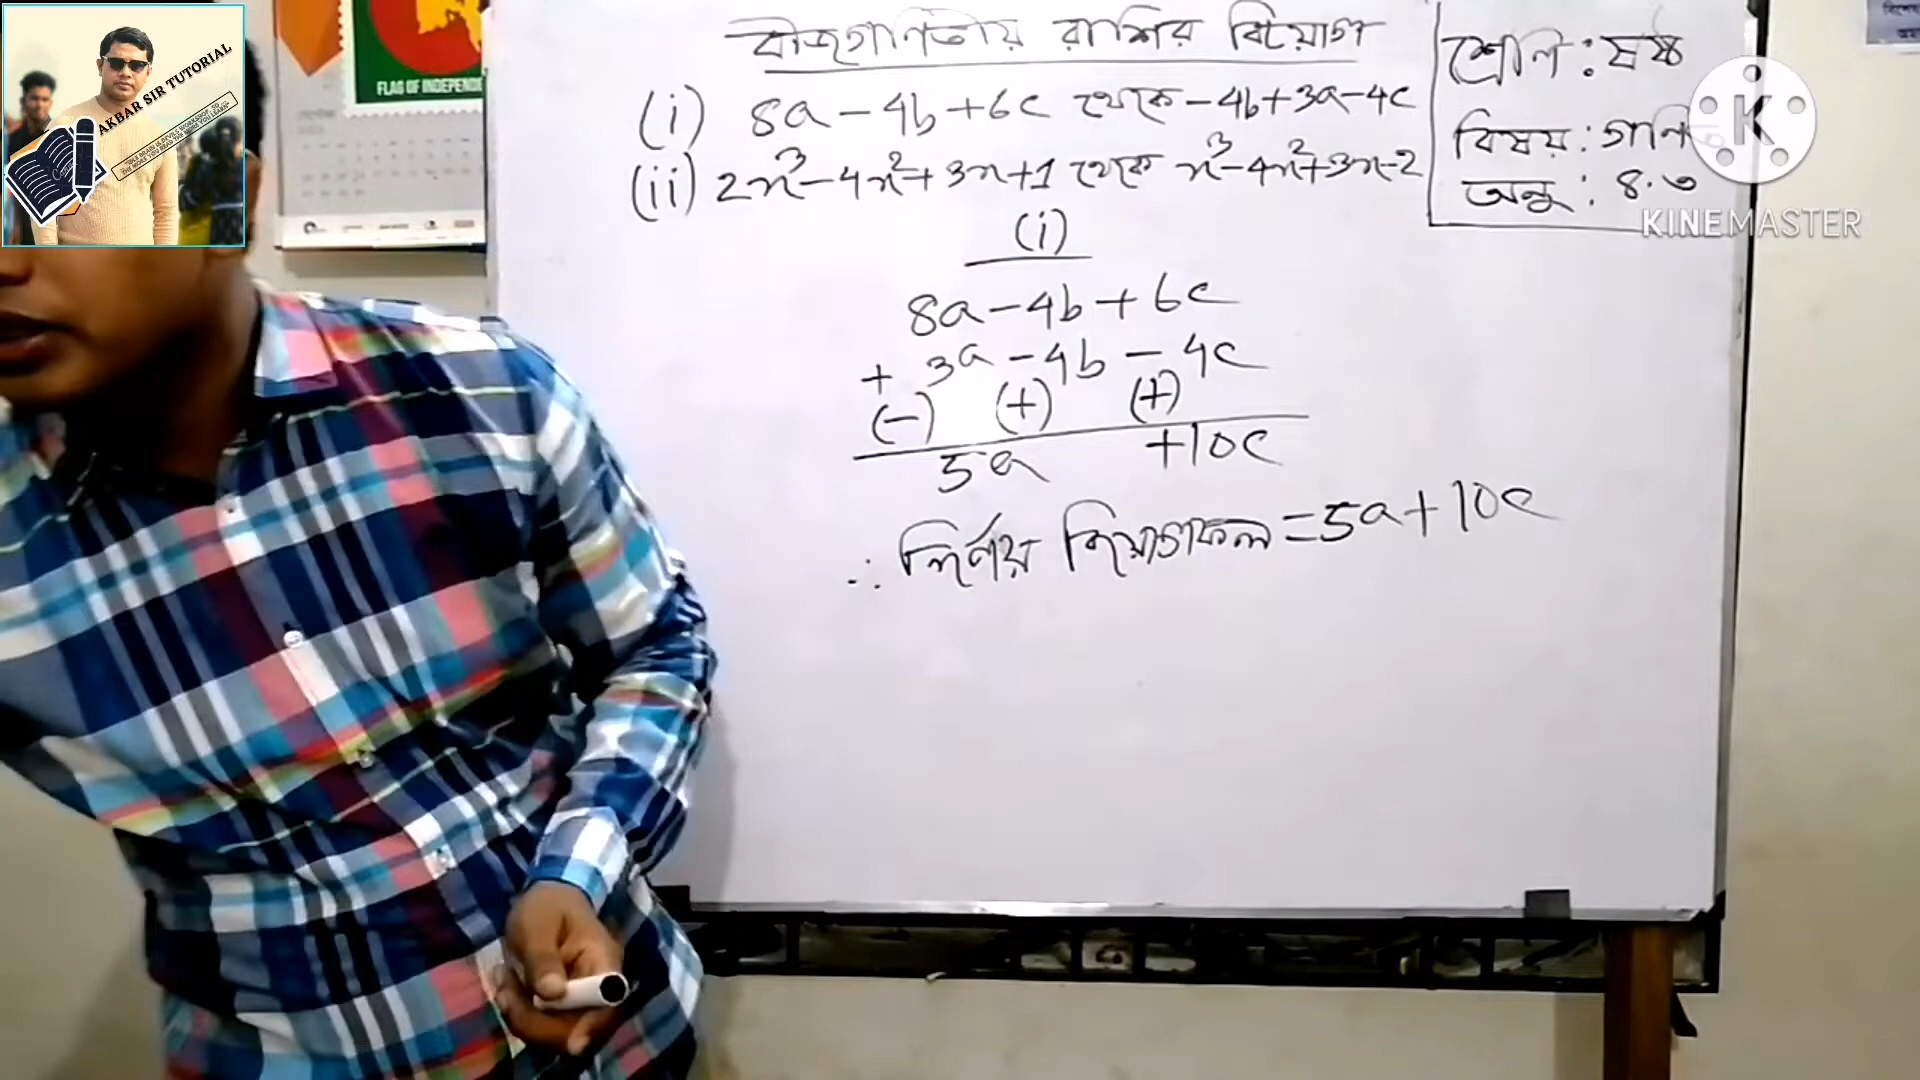 বীজগাণিতীয় রাশির বিয়োগ
(i) 8a-4b+6c থেকে -4b+3a-4c
(ii) 2x³-4x²+3x+1 থেকে x³-4x²+3x-2
শ্রেণি : ষষ্ঠ
বিষয় : গণিত
অনু : ৪.৩
(i)
8a-4b+6c
+ 3a-4b-4c
(-) (+) (+)
5a +10c
∴ নির্ণেয় বিয়োগফল =5a+10c
FLAG OF INDEPENDE
AKBAR SIR TUTORIAL
K
KINEMASTER